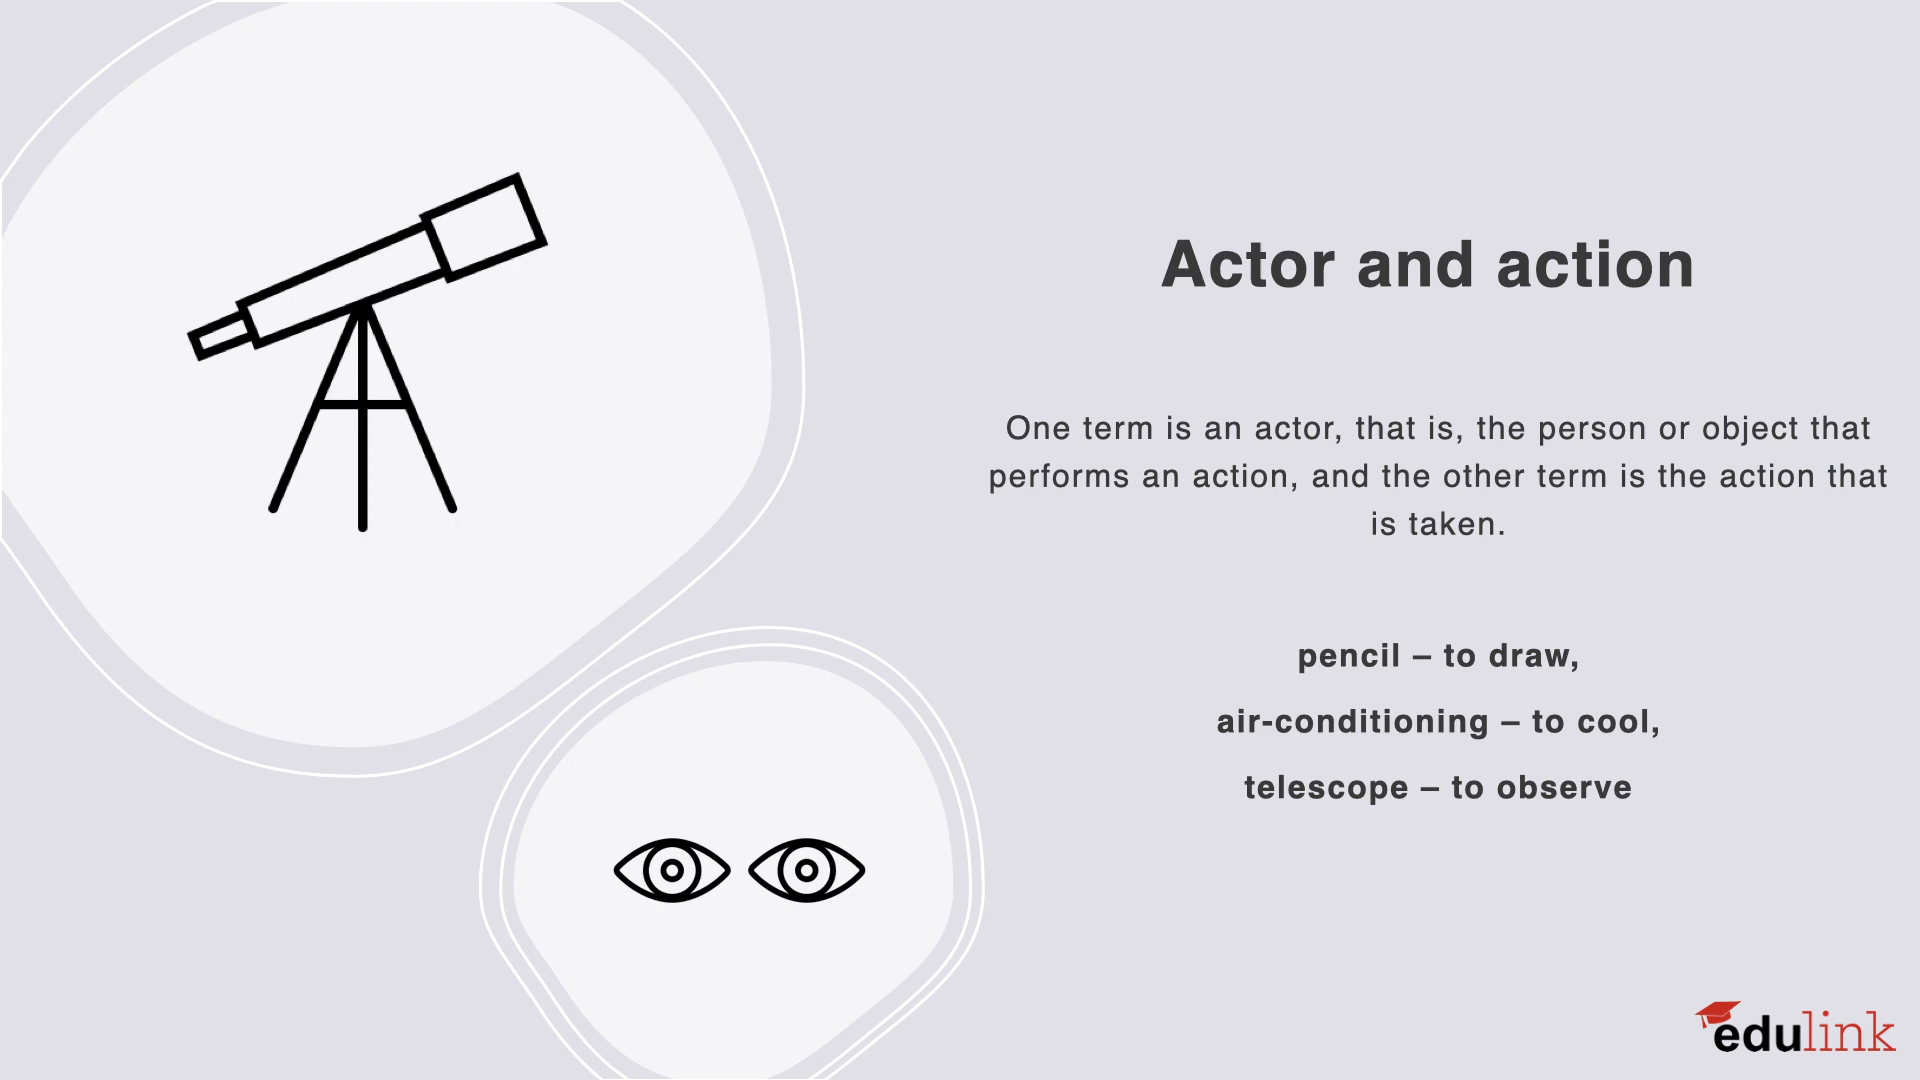 Actor and action
One term is an actor, that is, the person or object that
performs an action, and the other term is the action that
is taken.
pencil – to draw,
air-conditioning – to cool,
telescope – to observe
edulink